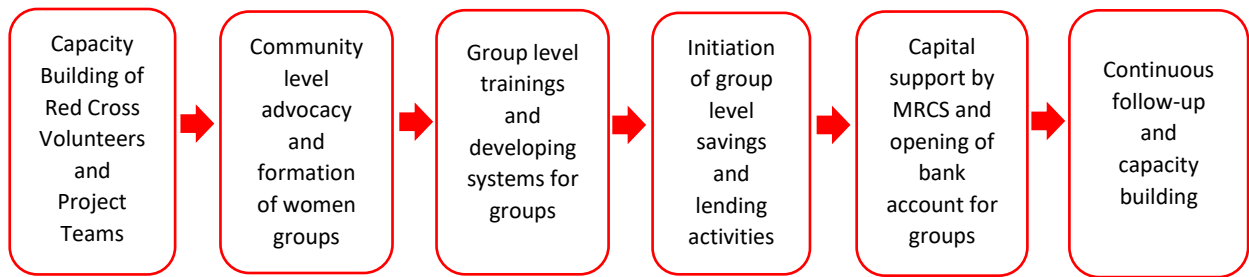 Capacity
Building of
Red Cross
Volunteers
and
Project
Teams
Community
level
advocacy
and
formation
of women
groups
Group level
trainings
and
developing
systems for
groups
Initiation
of group
level
savings
and
lending
activities
Capital
support by
MRCS and
opening of
bank
account for
groups
Continuous
follow-up
and
capacity
building